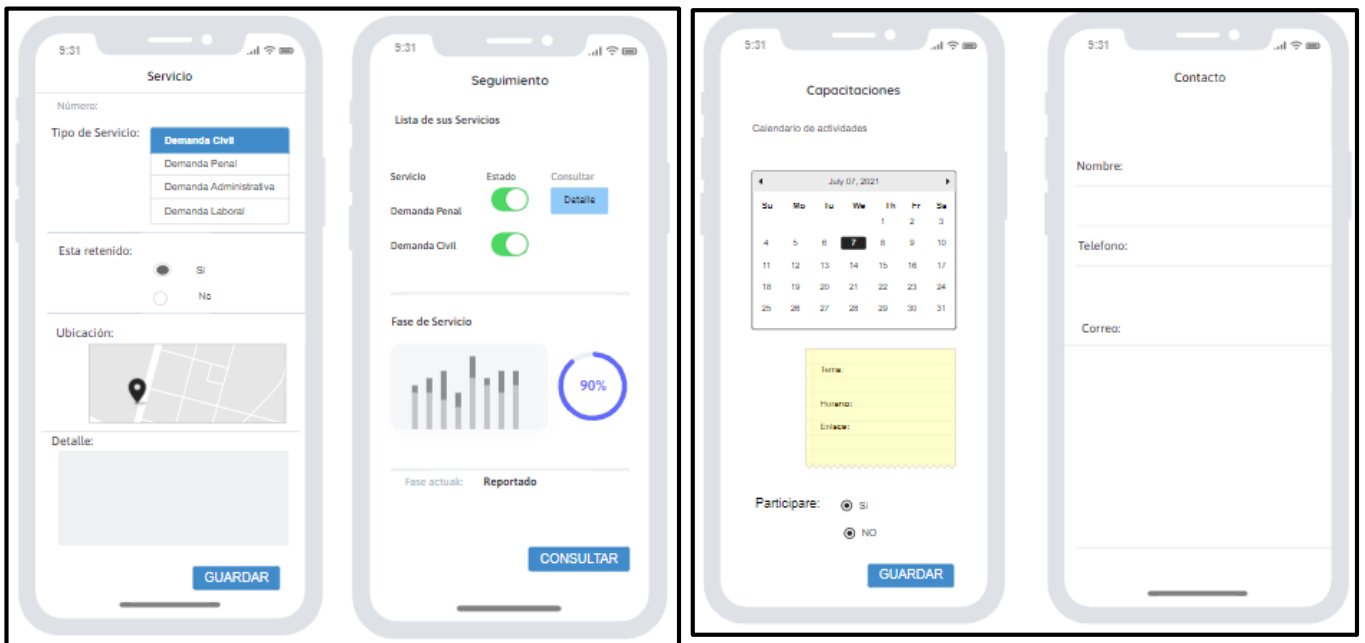 9:31
Servicio
Número:
Tipo de Servicio:
Demanda Civil
Demanda Penal
Demanda Administrativa
Demanda Laboral
Esta retenido:
Si
No
Ubicación:
Detalle:
GUARDAR
9:31
Seguimiento
Lista de sus Servicios
Servicio Estado Consultar
Detalle
Demanda Penal
Demanda Civil
Fase de Servicio
90%
Fase actuak: Reportado
CONSULTAR
9:31
Capacitaciones
Calendario de actividades
July 07, 2021
Su Mo Tu We Th Fr Sa
1 2 3
4 5 6 7 8 9 10
11 12 13 14 15 16 17
18 19 20 21 22 23 24
25 26 27 28 29 30 31
Tema:
Horario:
Enlace:
Participare: Si
NO
GUARDAR
9:31
Contacto
Nombre:
Telefono:
Correo: